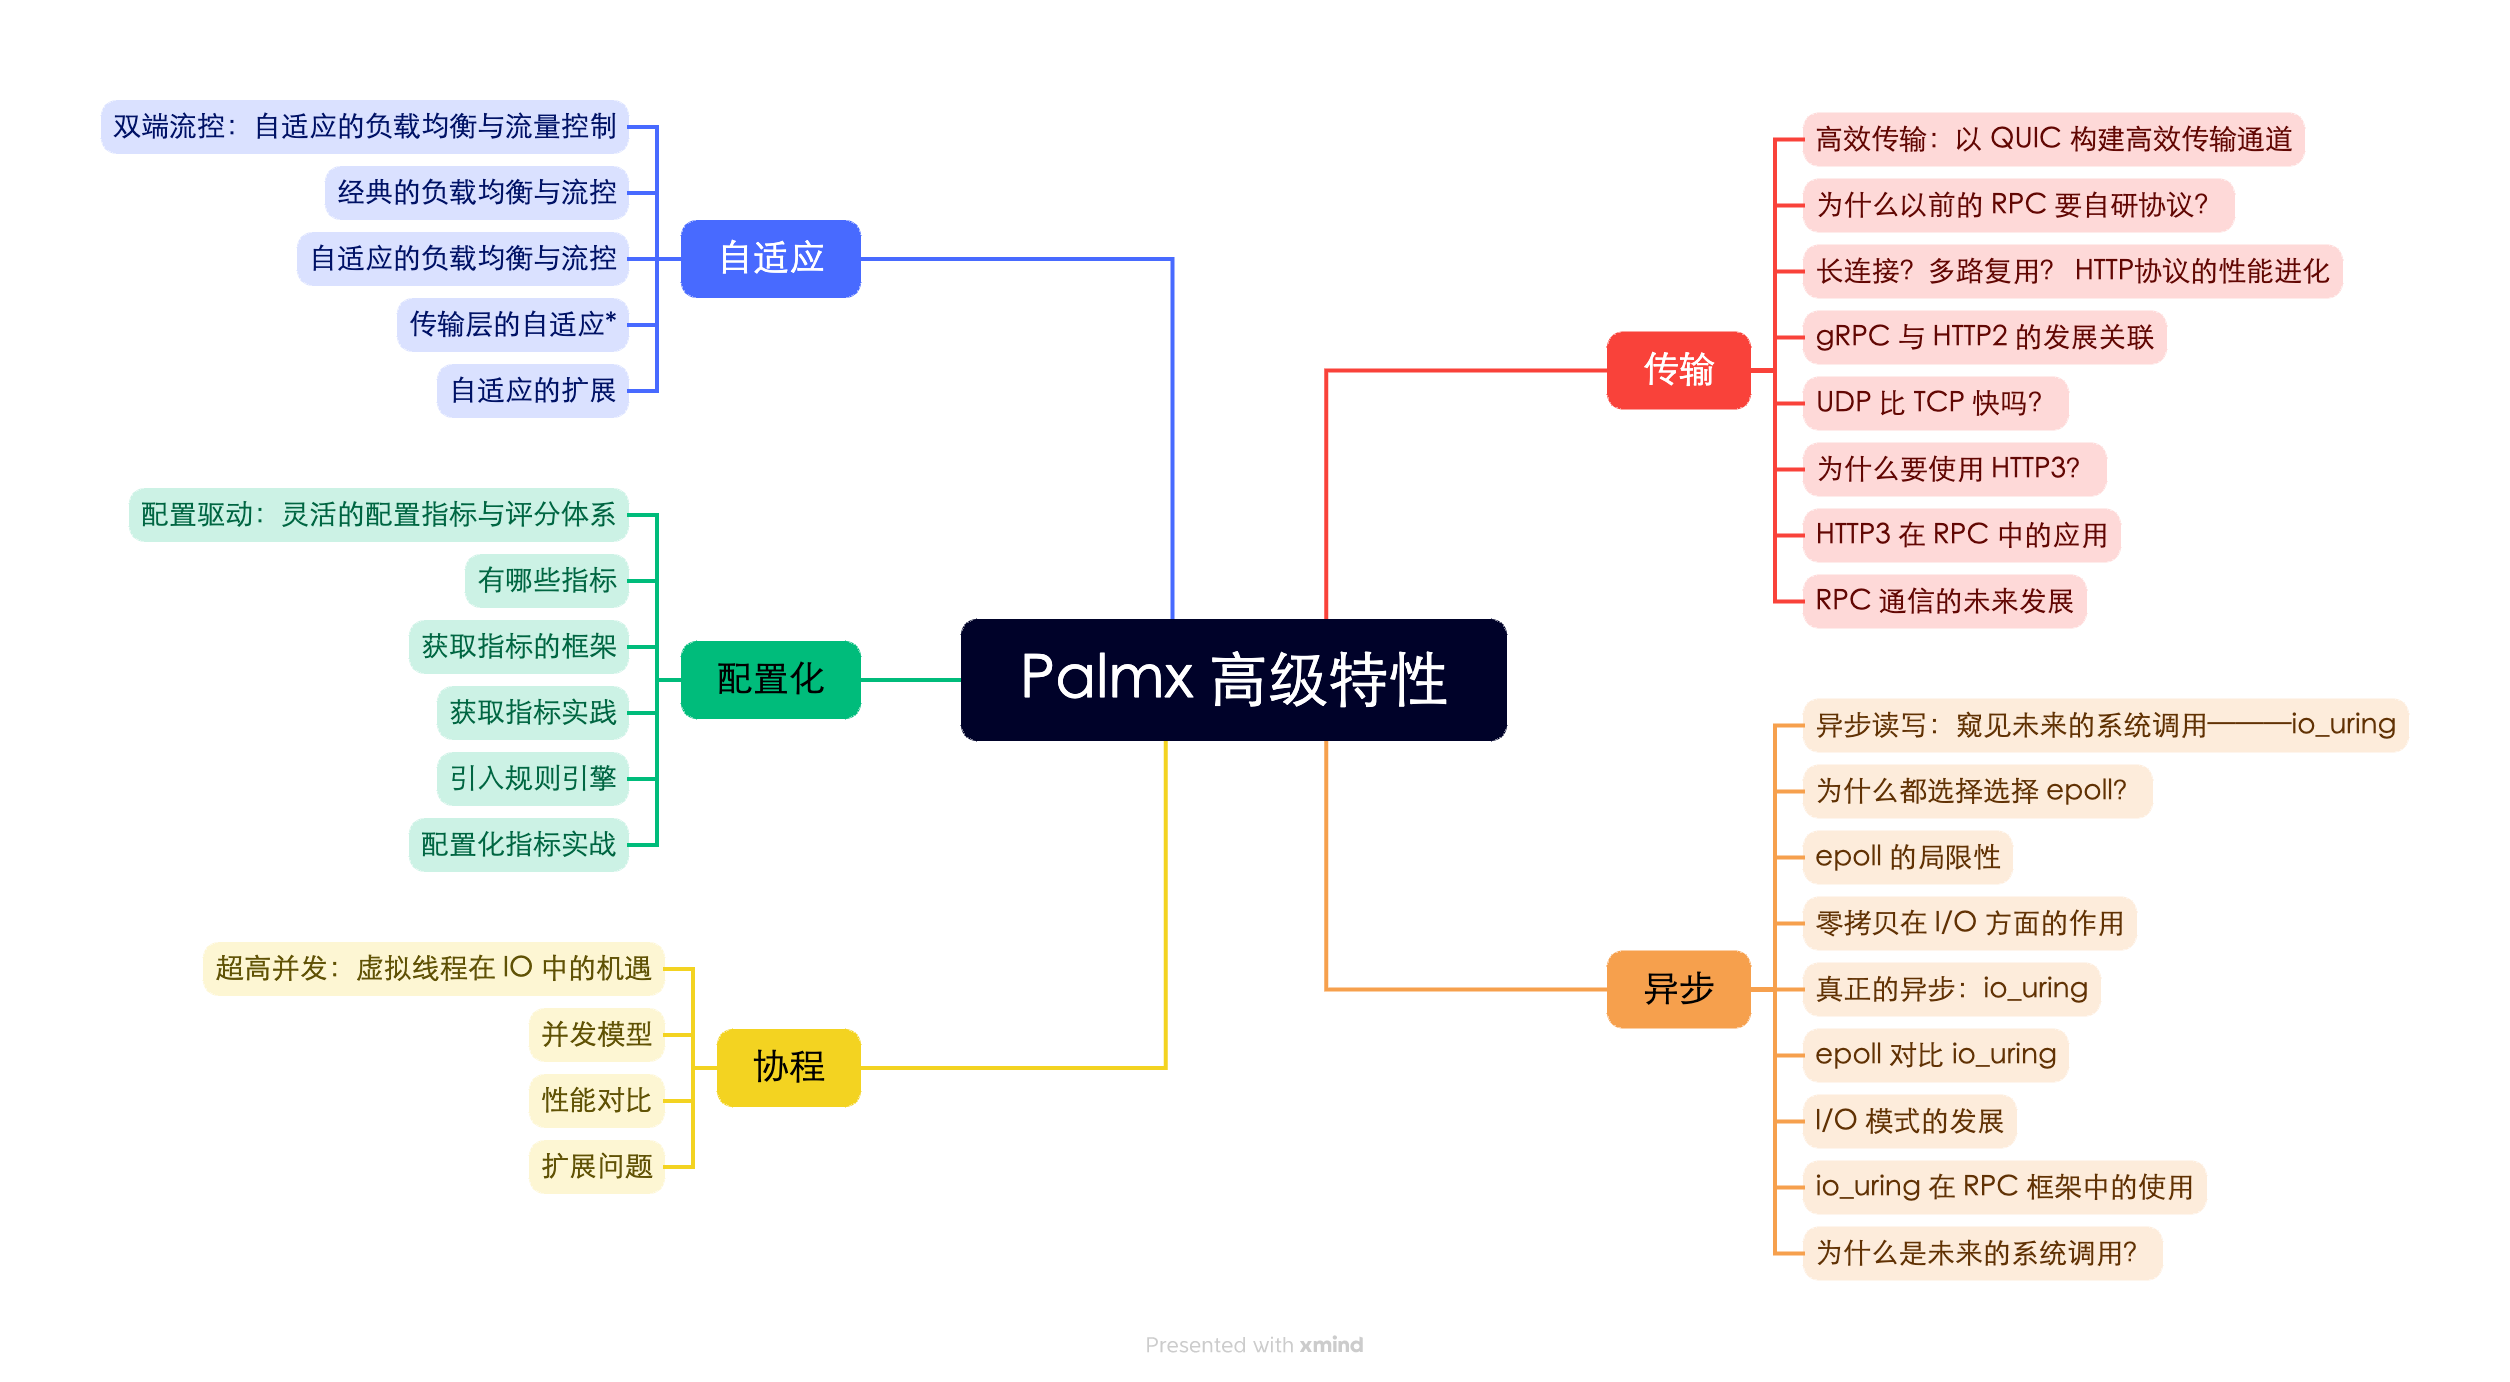 Palmx 高级特性
传输
高效传输：以 QUIC 构建高效传输通道
为什么以前的 RPC 要自研协议？
长连接？多路复用？ HTTP协议的性能进化
gRPC 与 HTTP2 的发展关联
UDP 比 TCP 快吗？
为什么要使用 HTTP3？
HTTP3 在 RPC 中的应用
RPC 通信的未来发展
异步
异步读写：窥见未来的系统调用———io_uring
为什么都选择选择 epoll？
epoll 的局限性
零拷贝在 I/O 方面的作用
真正的异步：io_uring
epoll 对比 io_uring
I/O 模式的发展
io_uring 在 RPC 框架中的使用
为什么是未来的系统调用？
自适应
双端流控：自适应的负载均衡与流量控制
经典的负载均衡与流控
自适应的负载均衡与流控
传输层的自适应*
自适应的扩展
配置化
配置驱动：灵活的配置指标与评分体系
有哪些指标
获取指标的框架
获取指标实践
引入规则引擎
配置化指标实战
协程
超高并发：虚拟线程在 IO 中的机遇
并发模型
性能对比
扩展问题
Presented with xmind